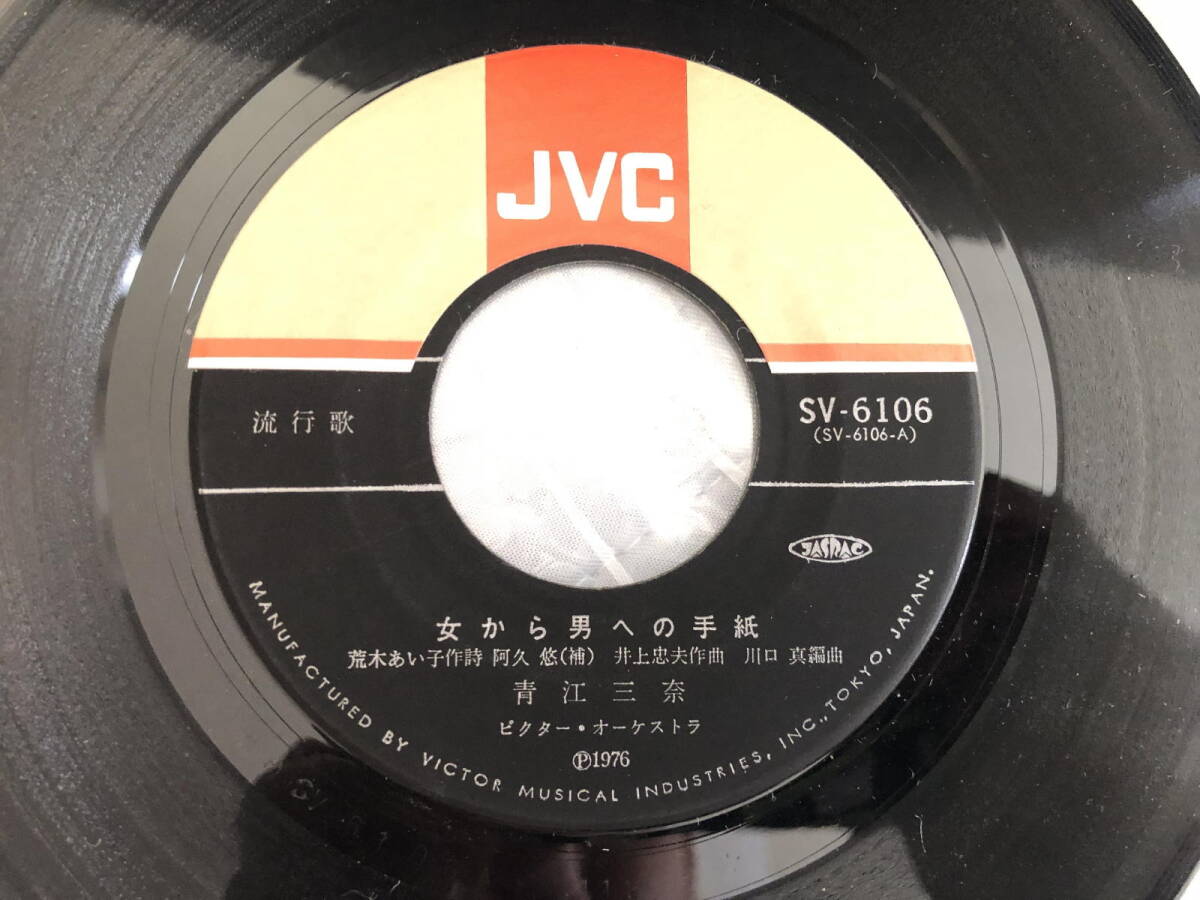 JVC
流行歌
SV-6106
(SV-6106-A)
JASRAC
女から男への手紙
荒木あい子作詩 阿久 悠(補) 井上忠夫作曲 川口 真編曲
青江三奈
ビクター・オーケストラ
Ⓟ1976
MANUFACTURED BY VICTOR MUSICAL INDUSTRIES, INC., TOKYO, JAPAN.